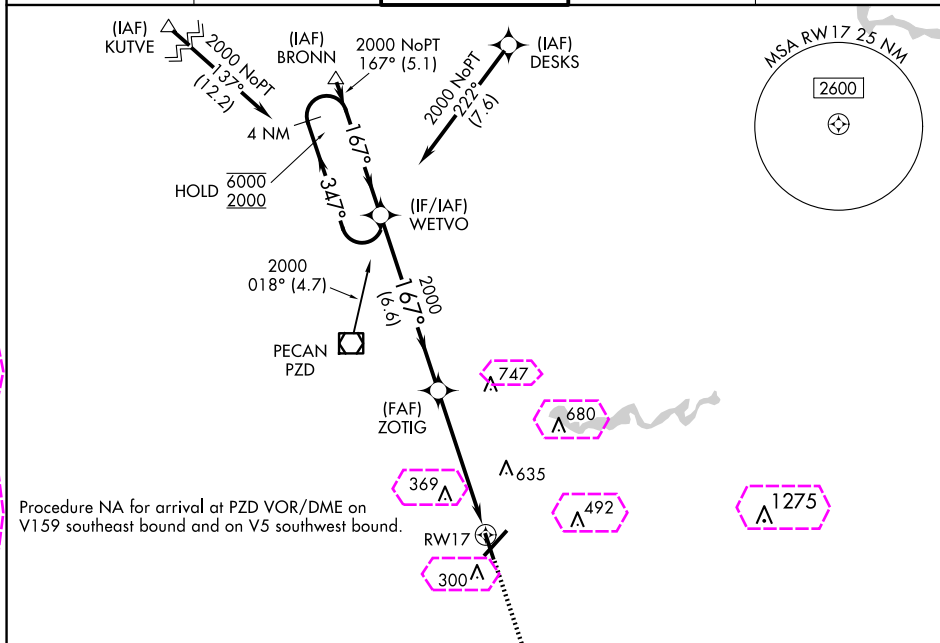 (IAF)
KUTVE
2000 NoPT
137°
(12.2)
(IAF)
BRONN
2000 NoPT
167° (5.1)
(IAF)
DESKS
2000 NoPT
222°
(7.6)
MSA RW17 25 NM
2600
4 NM
167°
347°
HOLD
6000
2000
(IF/IAF)
WETVO
2000
018° (4.7)
2000
167°
(6.6)
PECAN
PZD
(FAF)
ZOTIG
747
680
635
369
492
1275
Procedure NA for arrival at PZD VOR/DME on
V159 southeast bound and on V5 southwest bound.
RW17
300